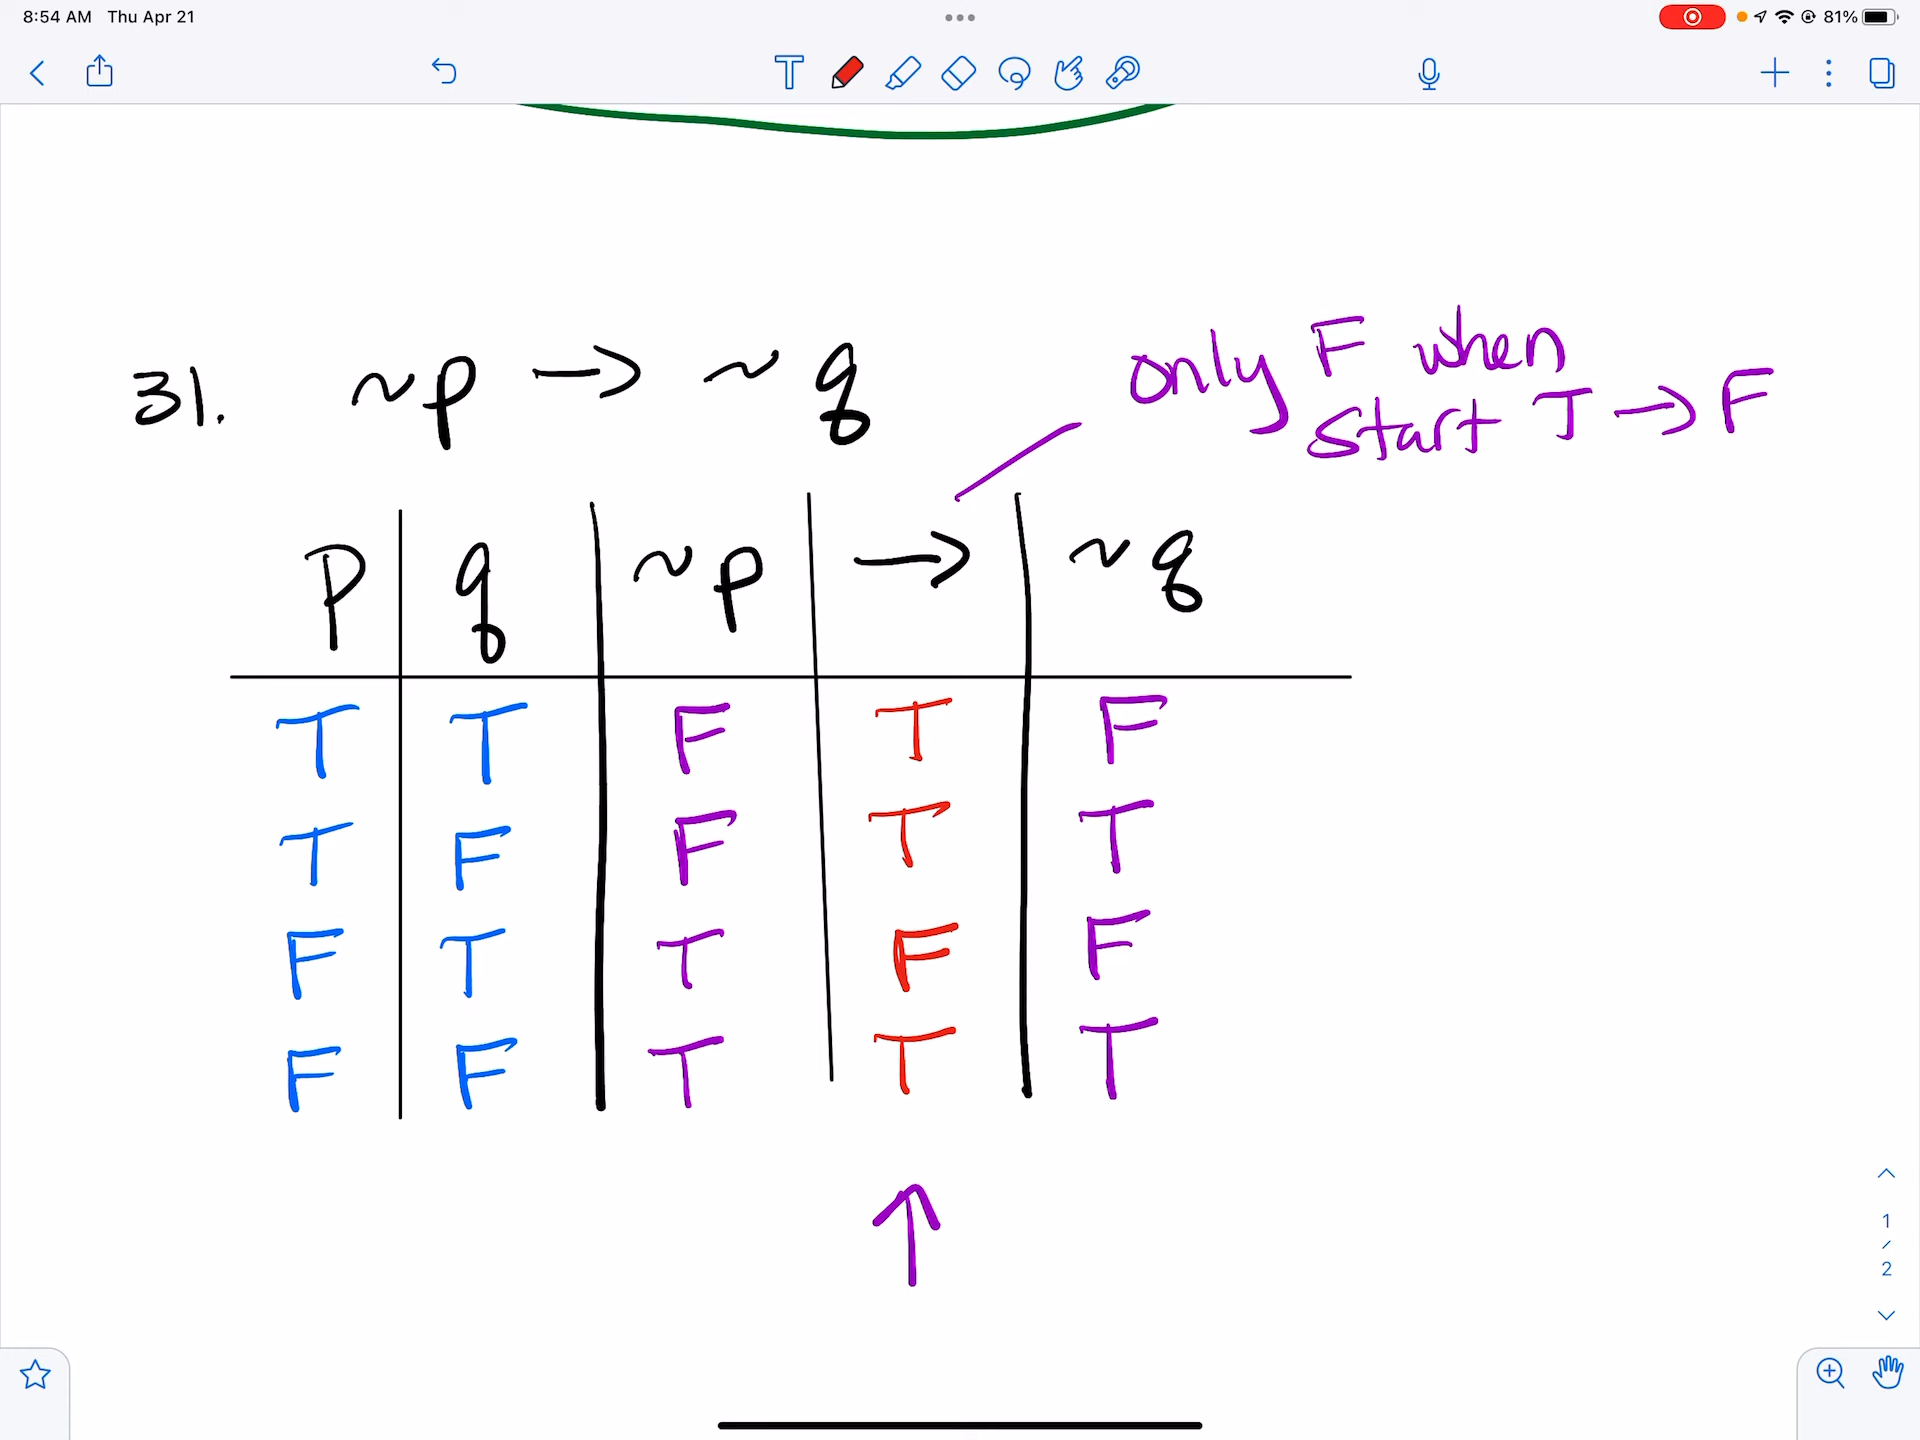 8:54 AM Thu Apr 21
81%
T
only F when
31. ~p → ~q
start T → F
p q ~p → ~q
T T F T F
T F F T T
F T T F F
F F T T T
↑
1
/
2